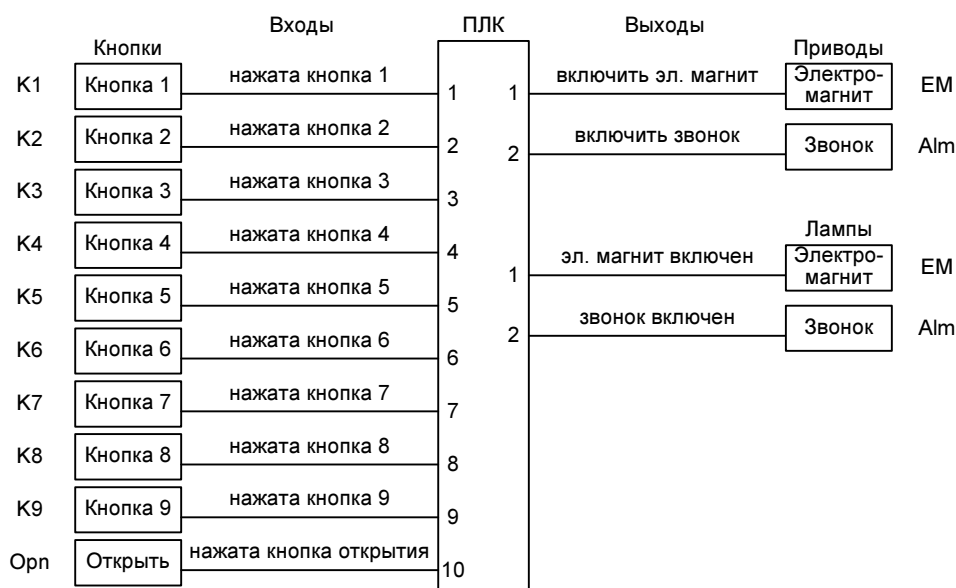 Входы ПЛК Выходы
Кнопки Приводы
K1 Кнопка 1 нажата кнопка 1 1 1 включить эл. магнит Электро-магнит EM
K2 Кнопка 2 нажата кнопка 2 2 2 включить звонок Звонок Alm
K3 Кнопка 3 нажата кнопка 3 3
Лампы
K4 Кнопка 4 нажата кнопка 4 4 1 эл. магнит включен Электро-магнит EM
K5 Кнопка 5 нажата кнопка 5 5 2 звонок включен Звонок Alm
K6 Кнопка 6 нажата кнопка 6 6
K7 Кнопка 7 нажата кнопка 7 7
K8 Кнопка 8 нажата кнопка 8 8
K9 Кнопка 9 нажата кнопка 9 9
Opn Открыть нажата кнопка открытия 10